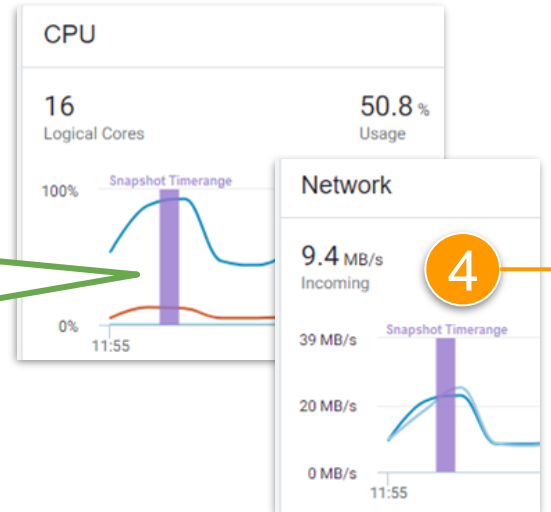 CPU
16
Logical Cores
50.8 %
Usage
Snapshot Timerange
100%
0%
11:55
Network
9.4 MB/s
Incoming
4
Snapshot Timerange
39 MB/s
20 MB/s
0 MB/s
11:55